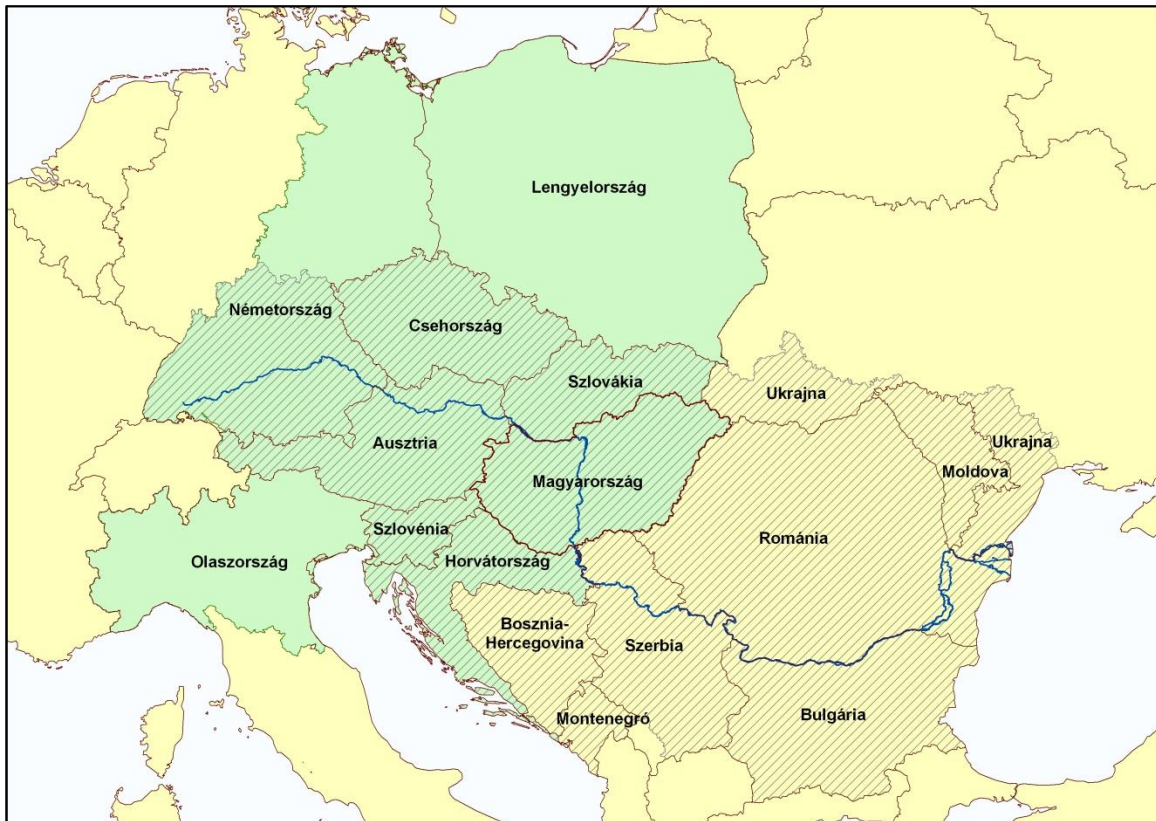 Lengyelország
Németország
Csehország
Szlovákia
Ukrajna
Ausztria
Ukrajna
Moldova
Magyarország
Szlovénia
Románia
Horvátország
Olaszország
Bosznia-
Hercegovina
Szerbia
Montenegró
Bulgária